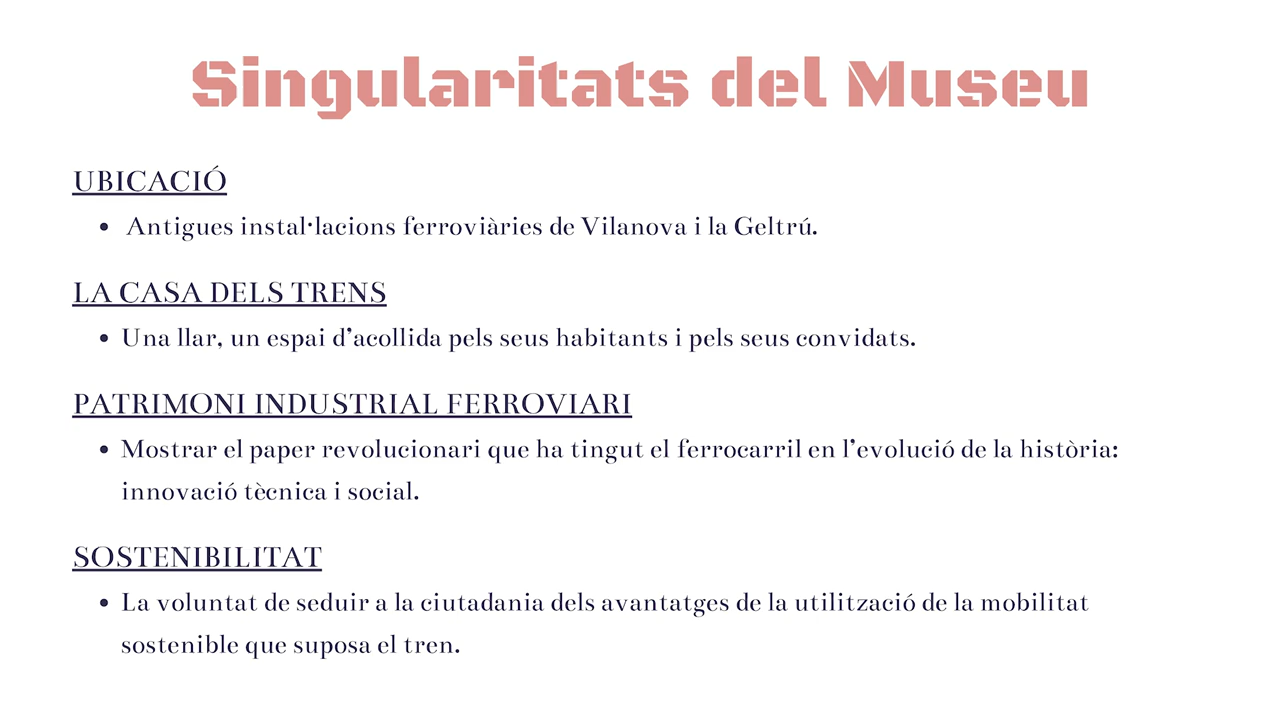 Singularitats del Museu
UBICACIÓ
• Antigues instal·lacions ferroviàries de Vilanova i la Geltrú.
LA CASA DELS TRENS
• Una llar, un espai d’acollida pels seus habitants i pels seus convidats.
PATRIMONI INDUSTRIAL FERROVIARI
• Mostrar el paper revolucionari que ha tingut el ferrocarril en l’evolució de la història:
innovació tècnica i social.
SOSTENIBILITAT
• La voluntat de seduir a la ciutadania dels avantatges de la utilització de la mobilitat
sostenible que suposa el tren.